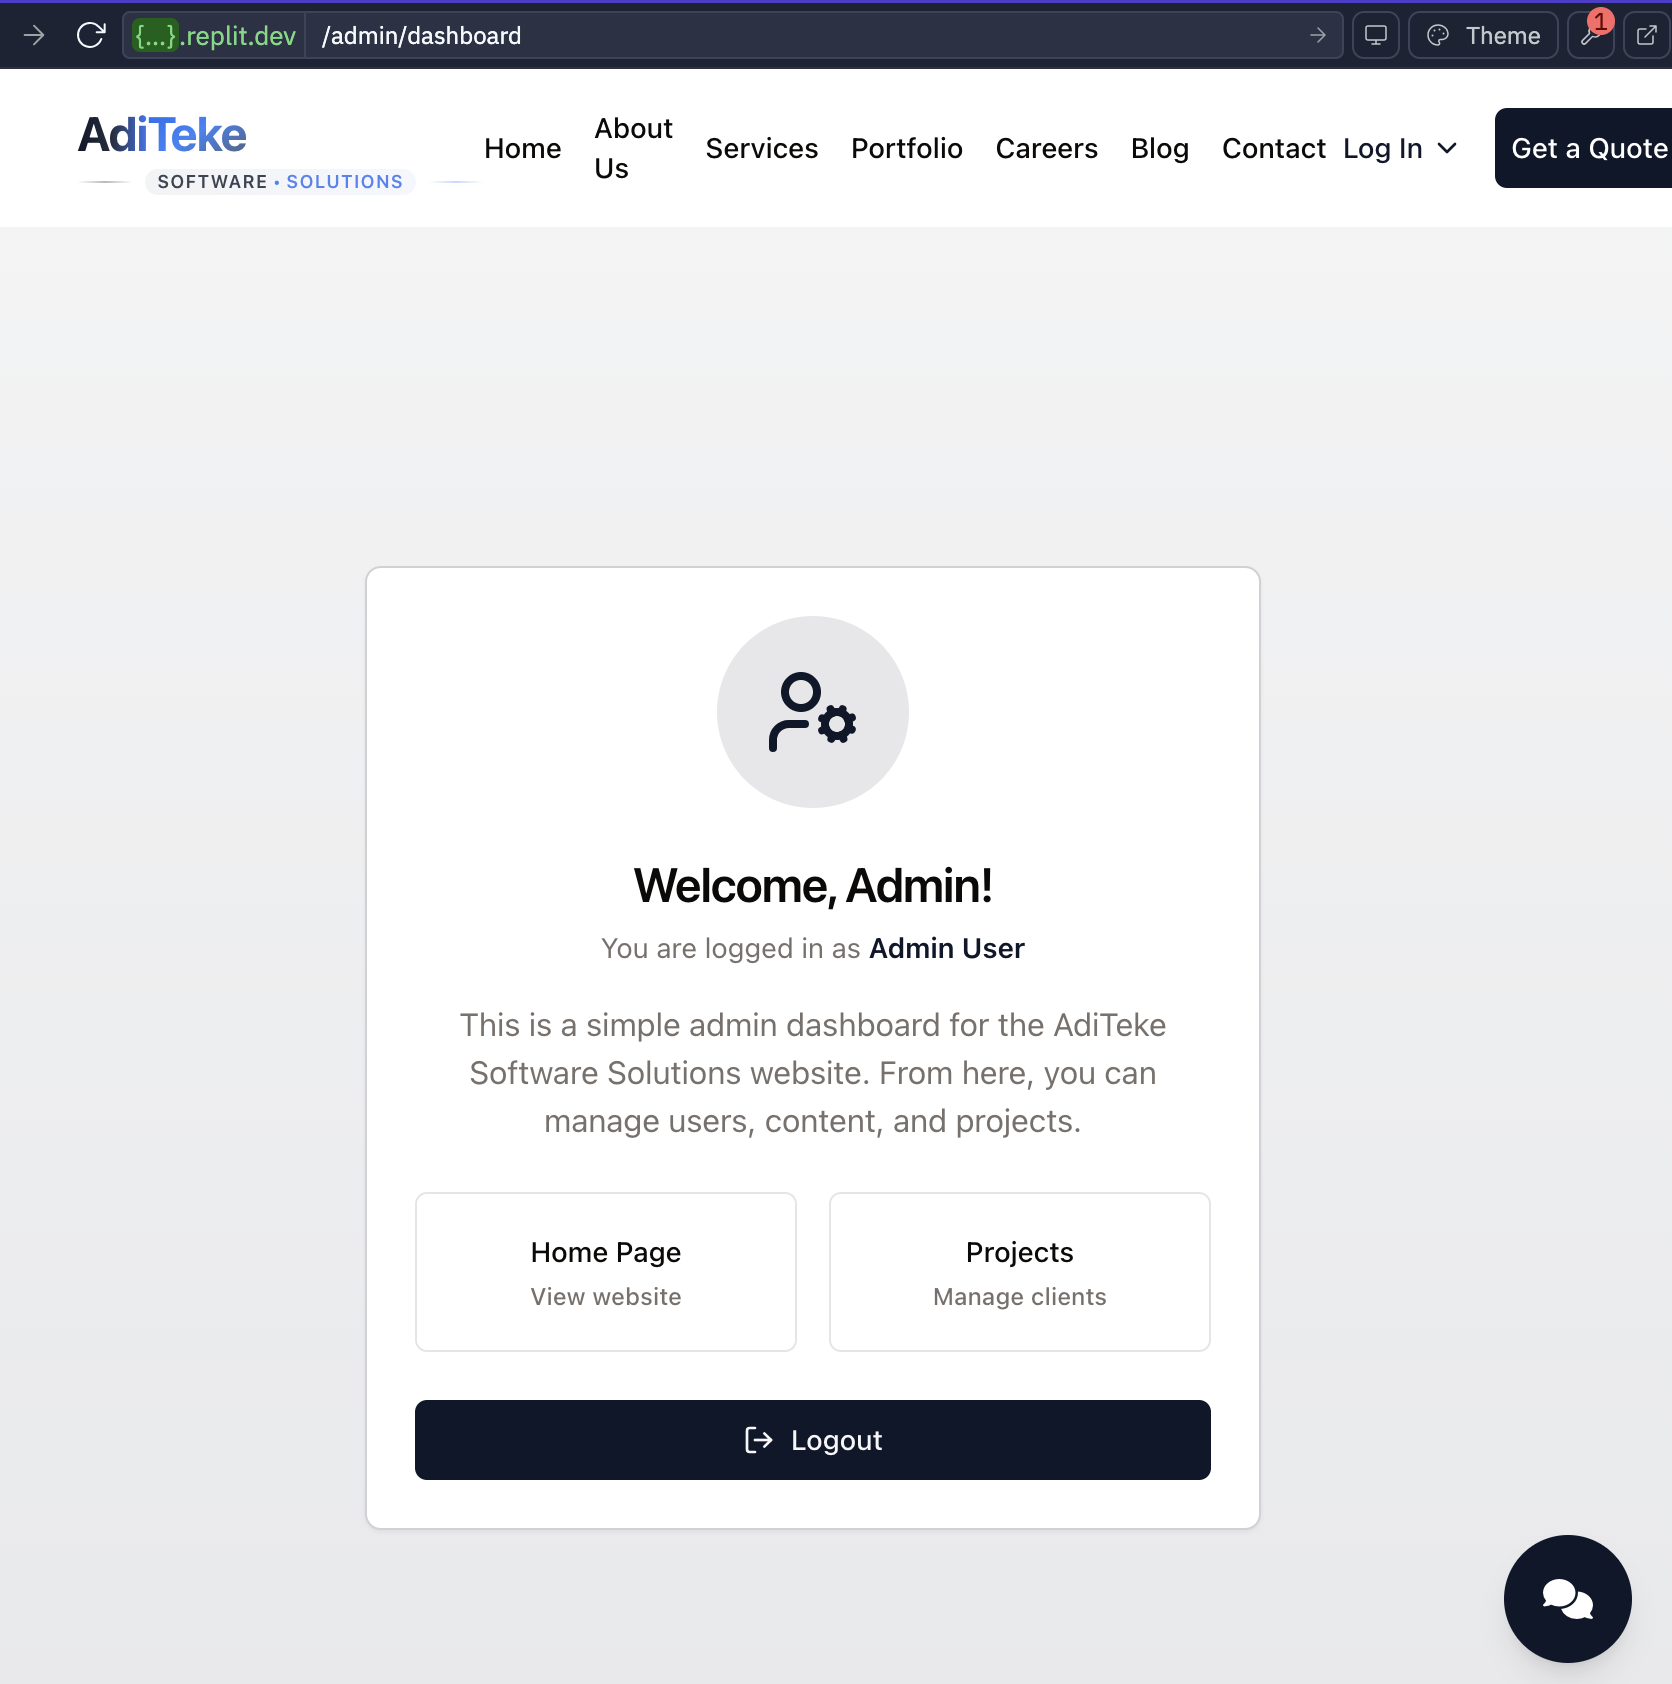 {...}.replit.dev /admin/dashboard Theme 1
AdiTeke
SOFTWARE • SOLUTIONS
Home About Us Services Portfolio Careers Blog Contact Log In Get a Quote
Welcome, Admin!
You are logged in as Admin User
This is a simple admin dashboard for the AdiTeke
Software Solutions website. From here, you can
manage users, content, and projects.
Home Page
View website
Projects
Manage clients
Logout